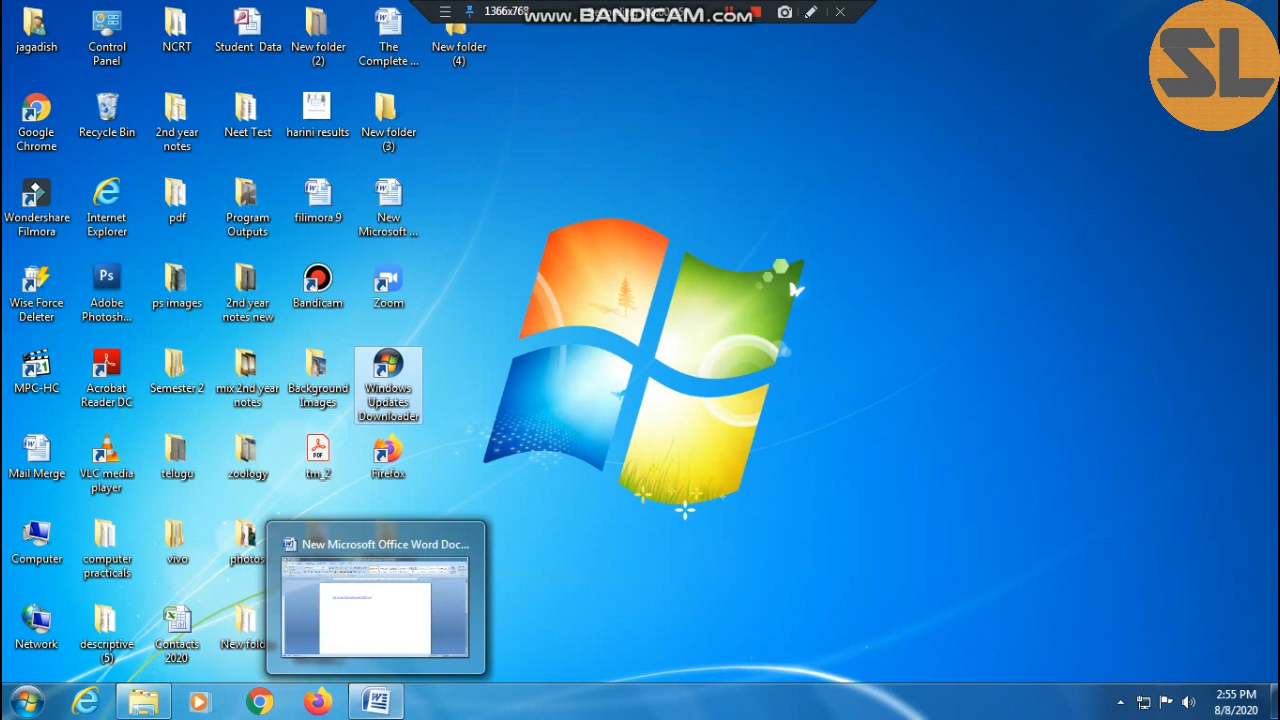 1366x768
www.BANDICAM.com
SL
jagadish
Control
Panel
NCRT
Student Data
New folder
(2)
The
Complete ...
New folder
(4)
Google
Chrome
Recycle Bin
2nd year
notes
Neet Test
harini results
New folder
(3)
Wondershare
Filmora
Internet
Explorer
pdf
Program
Outputs
filimora 9
New
Microsoft ...
Wise Force
Deleter
Ps
Adobe
Photosh...
ps images
2nd year
notes new
Bandicam
Zoom
MPC-HC
Acrobat
Reader DC
Semester 2
mix 2nd year
notes
Background
Images
Windows
Updates
Downloader
Mail Merge
VLC media
player
telugu
zoology
PDF
tm_2
Firefox
Computer
computer
practicals
vivo
photos
New Microsoft Office Word Doc...
Network
descriptive
(5)
Contacts
2020
New fold
2:55 PM
8/8/2020